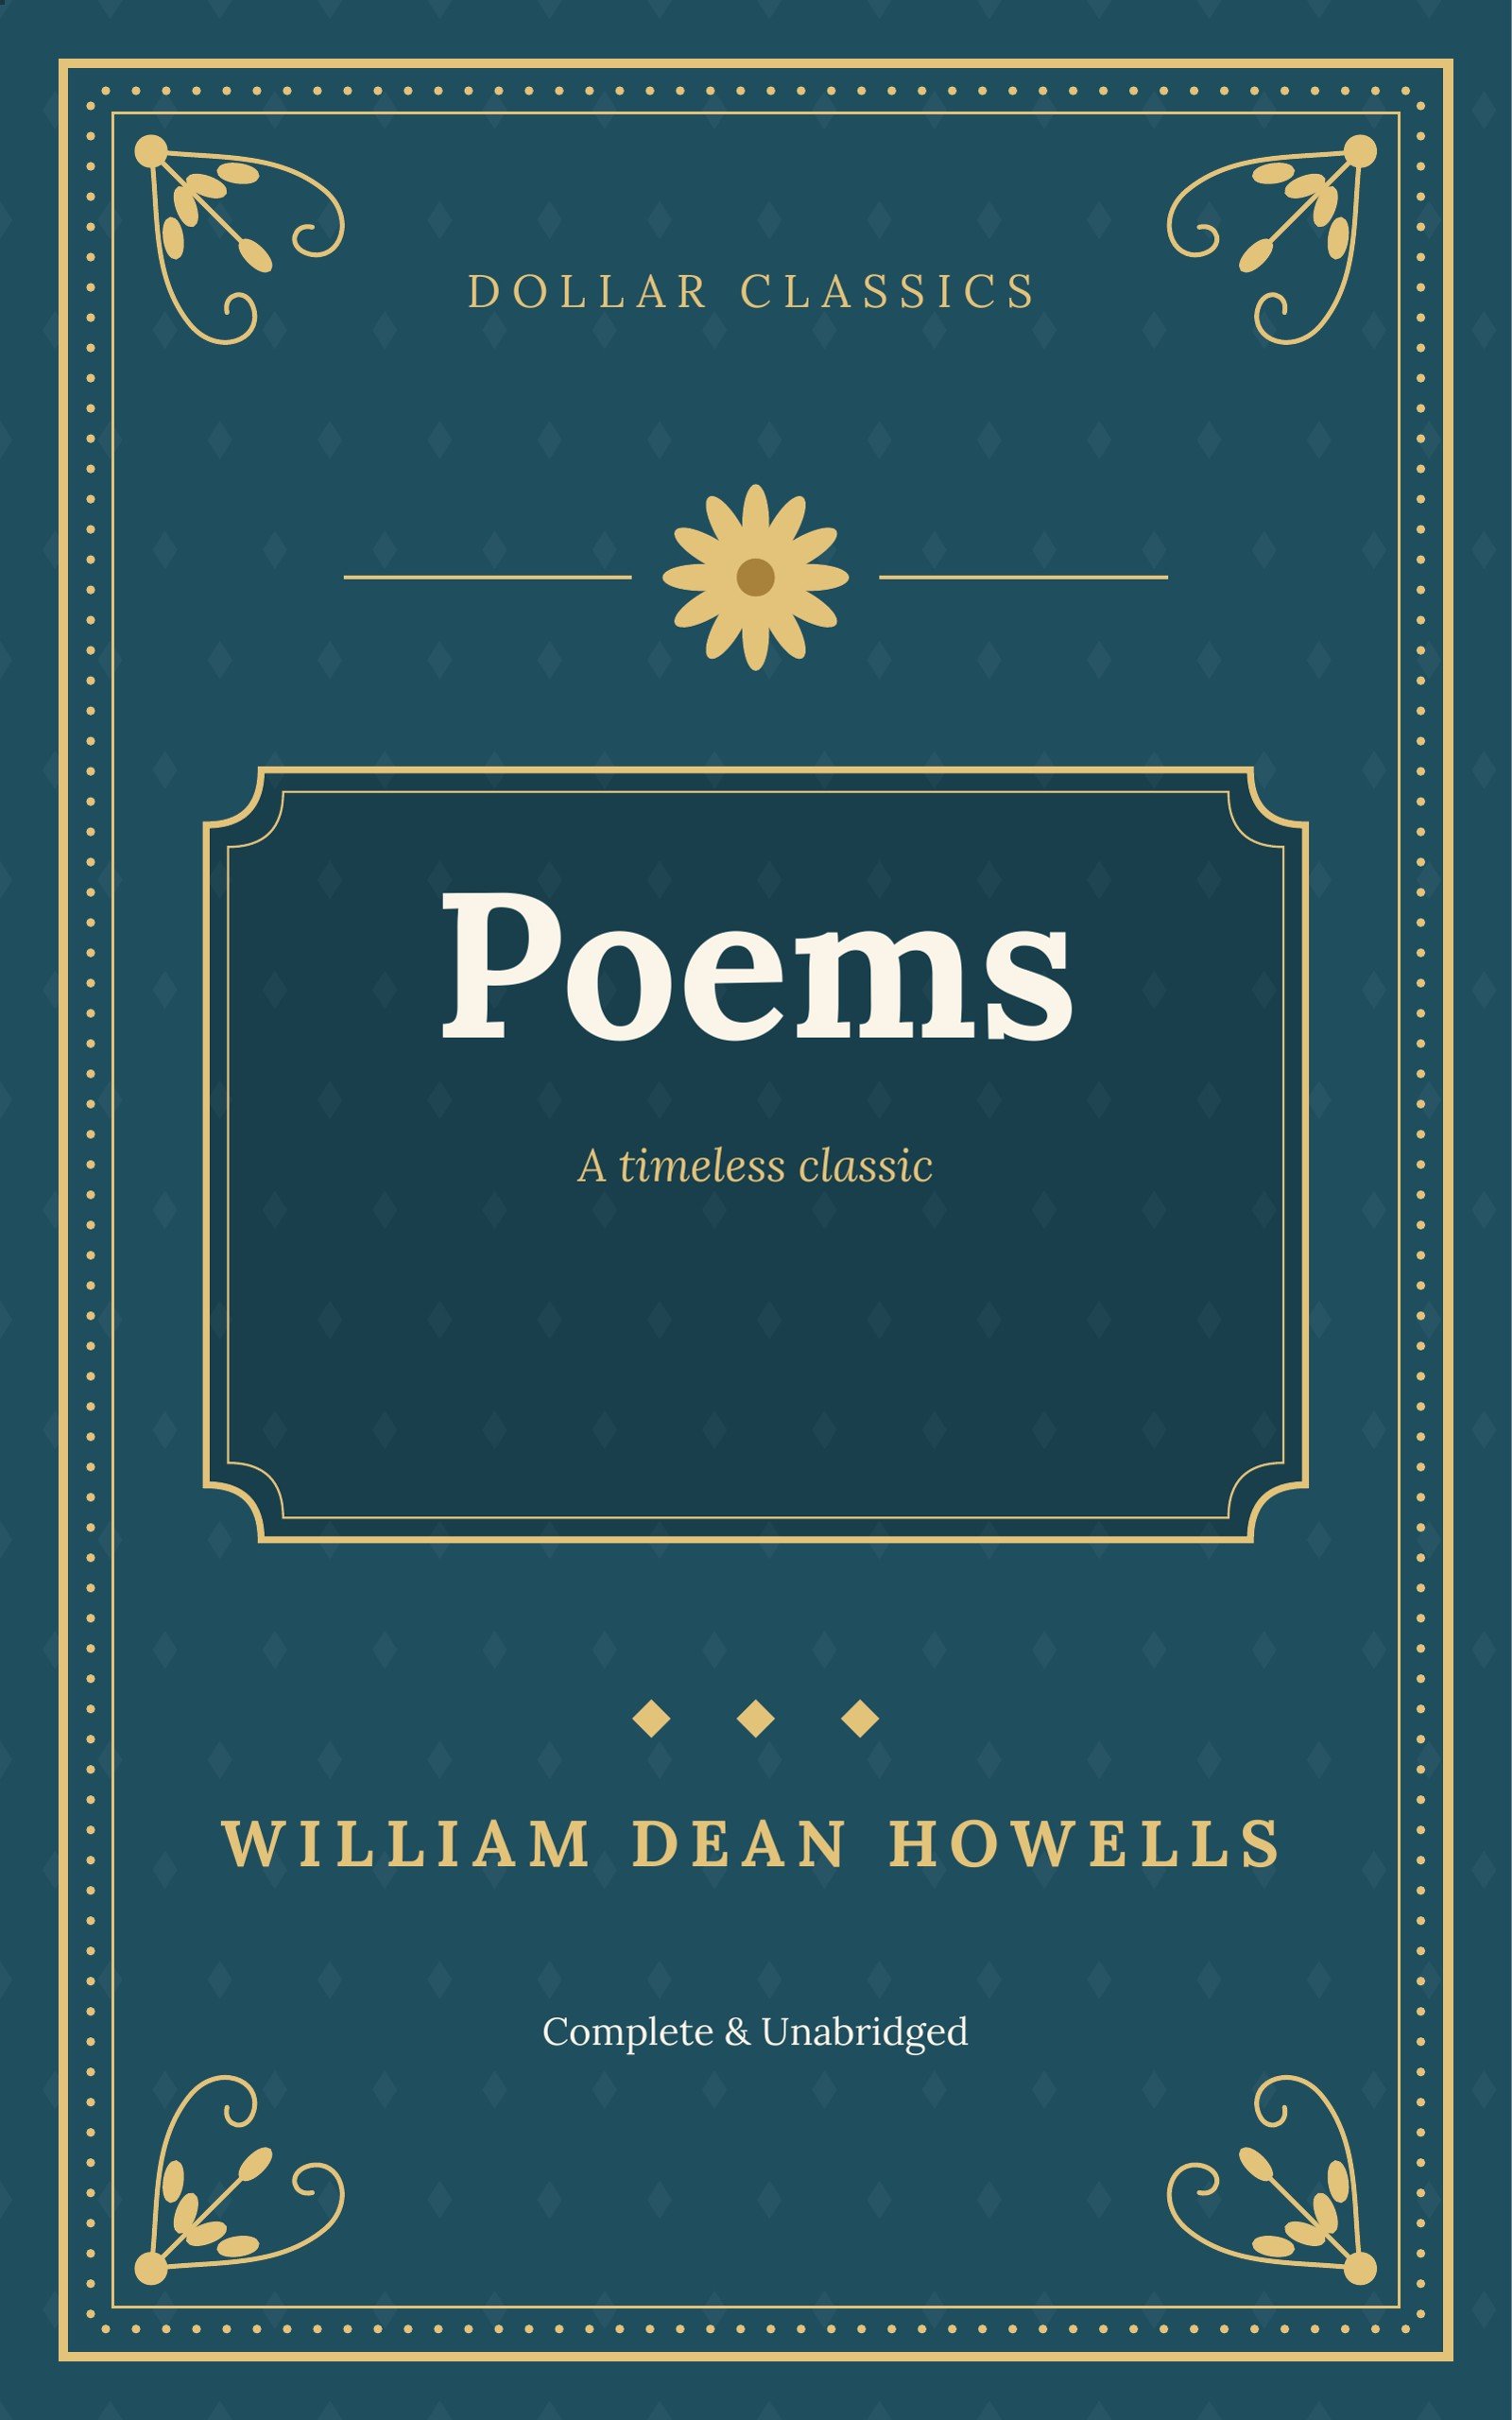 DOLLAR CLASSICS
Poems
A timeless classic
WILLIAM DEAN HOWELLS
Complete & Unabridged